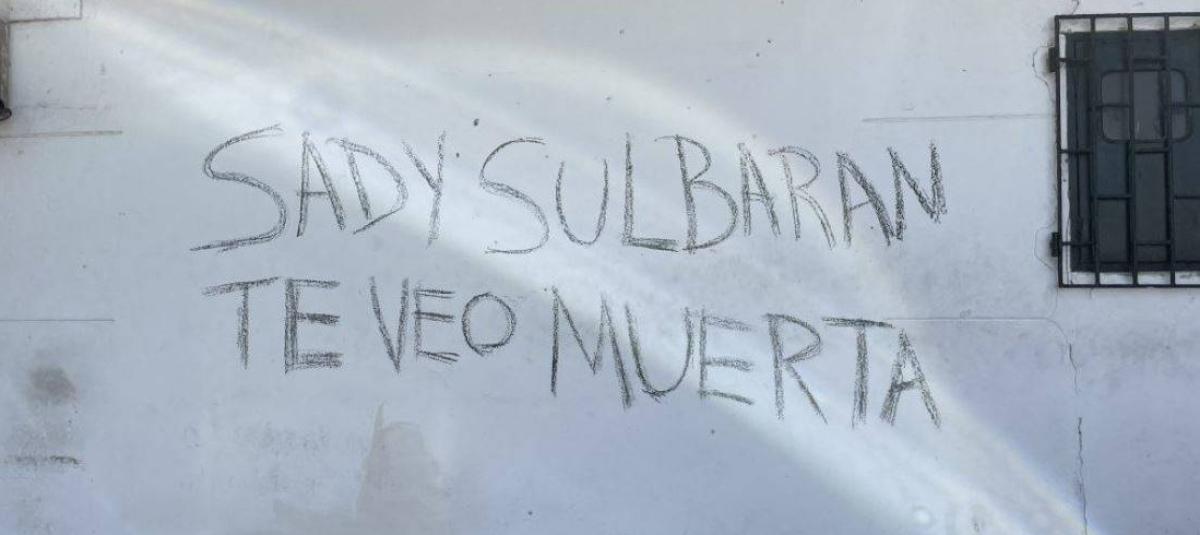 SADY SULBARAN
TE VEO MUERTA